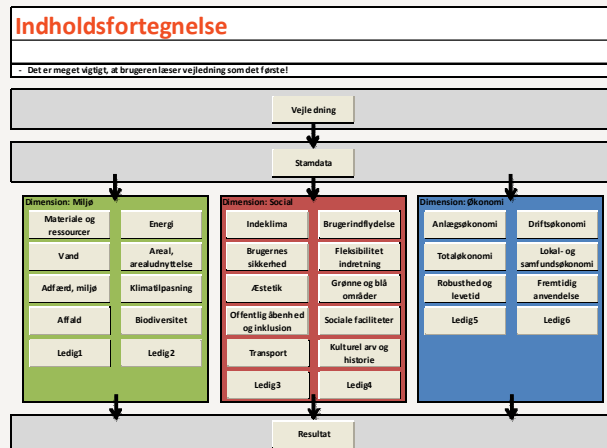 Indholdsfortegnelse
- Det er meget vigtigt, at brugeren læser vejledning som det første!
Vejledning
Stamdata
Dimension: Miljø
Materiale og
ressourcer
Energi
Vand
Areal,
arealudnyttelse
Adfærd, miljø
Klimatilpasning
Affald
Biodiversitet
Ledig1
Ledig2
Dimension: Social
Indeklima
Brugerindflydelse
Brugernes
sikkerhed
Fleksibilitet
indretning
Æstetik
Grønne og blå
områder
Offentlig åbenhed
og inklusion
Sociale faciliteter
Transport
Kulturel arv og
historie
Ledig3
Ledig4
Dimension: Økonomi
Anlægsøkonomi
Driftsøkonomi
Totaløkonomi
Lokal- og
samfundsøkonomi
Robusthed og
levetid
Fremtidig
anvendelse
Ledig5
Ledig6
Resultat